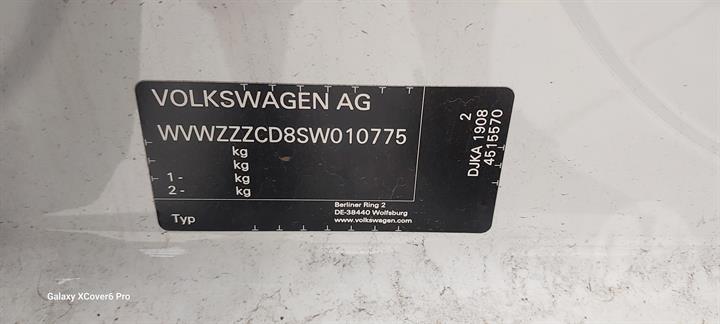 VOLKSWAGEN AG
WVWZZZCD8SW010775
kg
kg
1 - kg
2 - kg
Typ
Berliner Ring 2
DE-38440 Wolfsburg
www.volkswagen.com
2
DJKA 1908
4515570
Galaxy XCover6 Pro